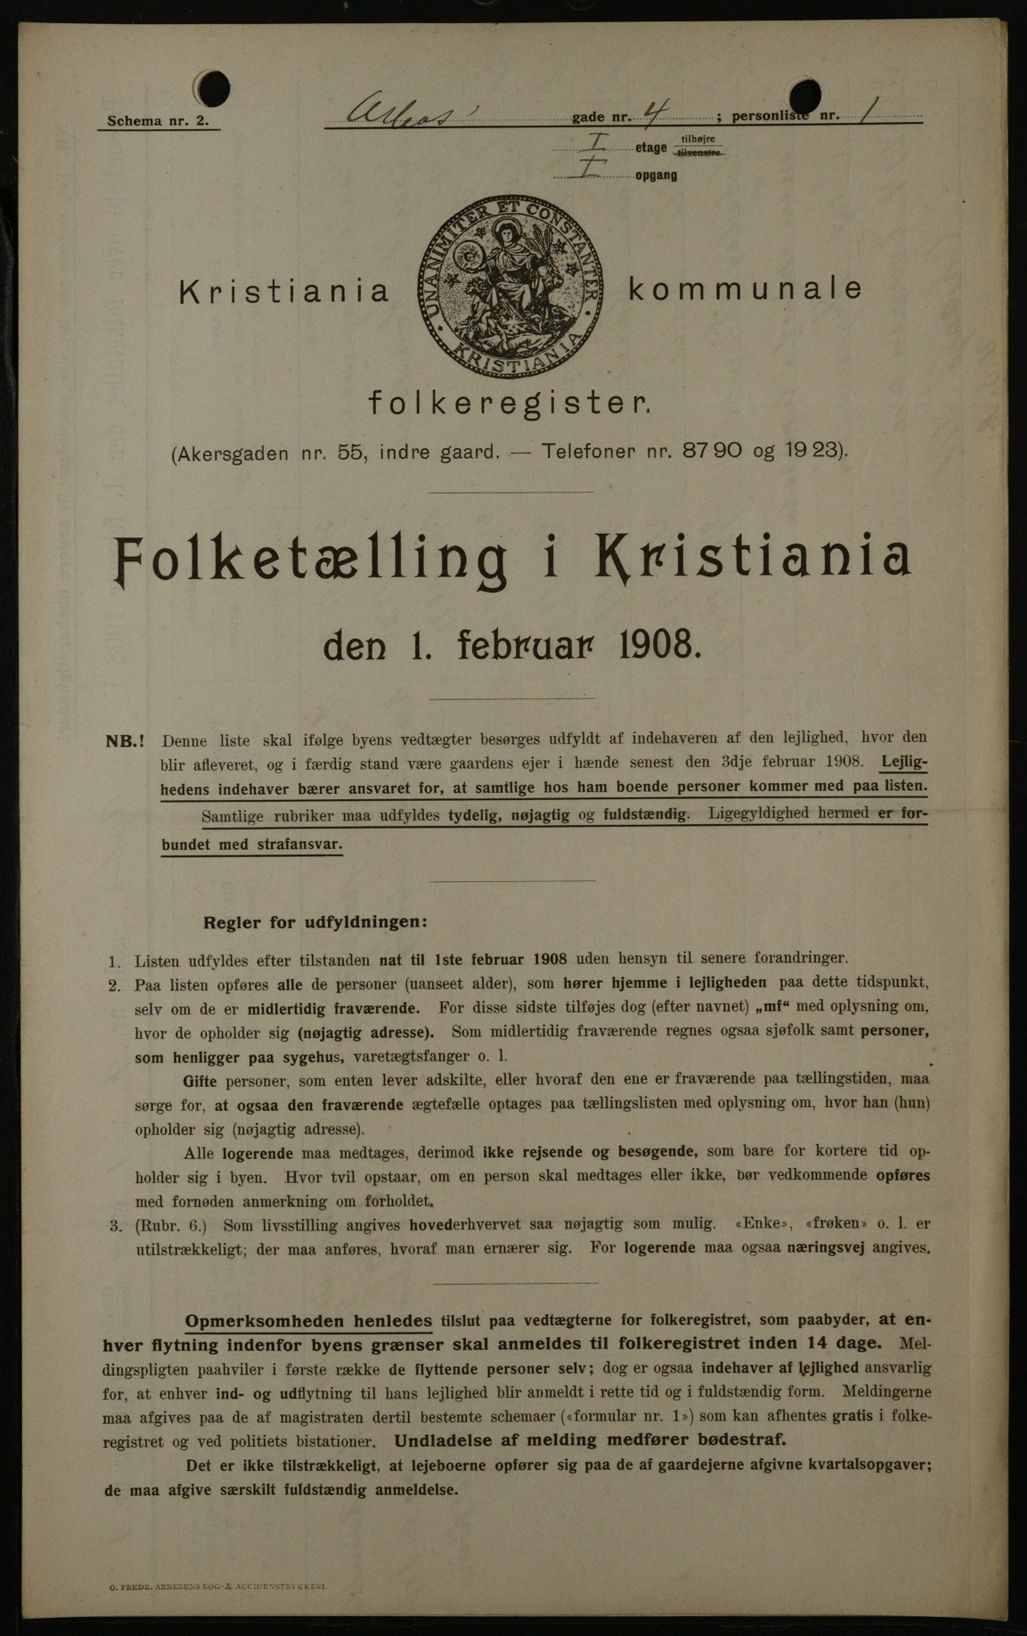 Schema nr. 2.
gade nr. 4 ; personliste nr. 1
I etage tilhøjre
tilvenstre
I opgang
UNANIMITER ET CONSTANTER
KRISTIANIA
Kristiania kommunale
folkeregister.
(Akersgaden nr. 55, indre gaard. — Telefoner nr. 87 90 og 19 23).
Folketælling i Kristiania
den 1. februar 1908.
NB.! Denne liste skal ifølge byens vedtægter besørges udfyldt af indehaveren af den lejlighed, hvor den
blir afleveret, og i færdig stand være gaardens ejer i hænde senest den 3dje februar 1908. Lejlig-
hedens indehaver bærer ansvaret for, at samtlige hos ham boende personer kommer med paa listen.
Samtlige rubriker maa udfyldes tydelig, nøjagtig og fuldstændig. Ligegyldighed hermed er for-
bundet med strafansvar.
Regler for udfyldningen:
1. Listen udfyldes efter tilstanden nat til 1ste februar 1908 uden hensyn til senere forandringer.
2. Paa listen opføres alle de personer (uanseet alder), som hører hjemme i lejligheden paa dette tidspunkt,
selv om de er midlertidig fraværende. For disse sidste tilføjes dog (efter navnet) „mf“ med oplysning om,
hvor de opholder sig (nøjagtig adresse). Som midlertidig fraværende regnes ogsaa sjøfolk samt personer,
som henligger paa sygehus, varetægtsfanger o. l.
Gifte personer, som enten lever adskilte, eller hvoraf den ene er fraværende paa tællingstiden, maa
sørge for, at ogsaa den fraværende ægtefælle optages paa tællingslisten med oplysning om, hvor han (hun)
opholder sig (nøjagtig adresse).
Alle logerende maa medtages, derimod ikke rejsende og besøgende, som bare for kortere tid op-
holder sig i byen. Hvor tvil opstaar, om en person skal medtages eller ikke, bør vedkommende opføres
med fornøden anmerkning om forholdet.
3. (Rubr. 6.) Som livsstilling angives hovederhvervet saa nøjagtig som mulig. «Enke», «frøken» o. l. er
utilstrækkeligt; der maa anføres, hvoraf man ernærer sig. For logerende maa ogsaa næringsvej angives.
Opmerksomheden henledes tilslut paa vedtægterne for folkeregistret, som paabyder, at en-
hver flytning indenfor byens grænser skal anmeldes til folkeregistret inden 14 dage. Mel-
dingspligten paahviler i første række de flyttende personer selv; dog er ogsaa indehaver af lejlighed ansvarlig
for, at enhver ind- og udflytning til hans lejlighed blir anmeldt i rette tid og i fuldstændig form. Meldingerne
maa afgives paa de af magistraten dertil bestemte schemaer («formular nr. 1») som kan afhentes gratis i folke-
registret og ved politiets bistationer. Undladelse af melding medfører bødestraf.
Det er ikke tilstrækkeligt, at lejeboerne opfører sig paa de af gaardejerne afgivne kvartalsopgaver;
de maa afgive særskilt fuldstændig anmeldelse.
O. FREDR. ARNESENS BOG- & ACCIDENSTRYKKERI